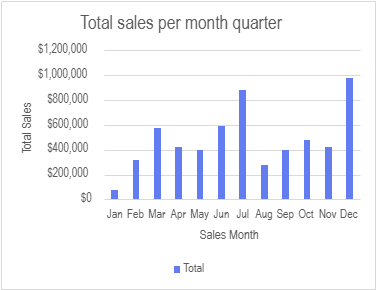 Total sales per month quarter
$1,200,000
$1,000,000
$800,000
$600,000
$400,000
$200,000
$0
Total Sales
Jan Feb Mar Apr May Jun Jul Aug Sep Oct Nov Dec
Sales Month
Total